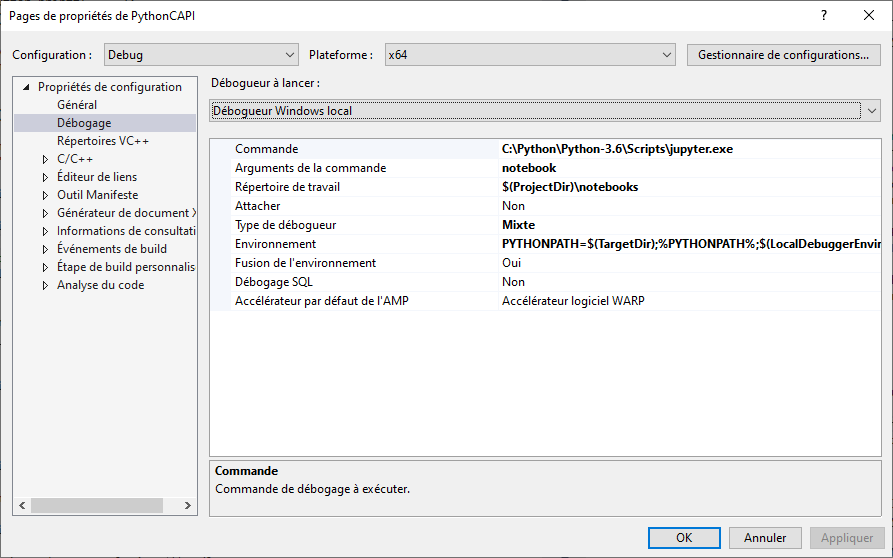 Pages de propriétés de PythonCAPI
Configuration : Debug Plateforme : x64 Gestionnaire de configurations...
Propriétés de configuration
Général
Débogage
Répertoires VC++
C/C++
Éditeur de liens
Outil Manifeste
Générateur de document X
Informations de consultati
Événements de build
Étape de build personnalis
Analyse du code
Débogueur à lancer :
Débogueur Windows local
Commande C:\Python\Python-3.6\Scripts\jupyter.exe
Arguments de la commande notebook
Répertoire de travail $(ProjectDir)\notebooks
Attacher Non
Type de débogueur Mixte
Environnement PYTHONPATH=$(TargetDir);%PYTHONPATH%;$(LocalDebuggerEnvir
Fusion de l'environnement Oui
Débogage SQL Non
Accélérateur par défaut de l'AMP Accélérateur logiciel WARP
Commande
Commande de débogage à exécuter.
OK Annuler Appliquer